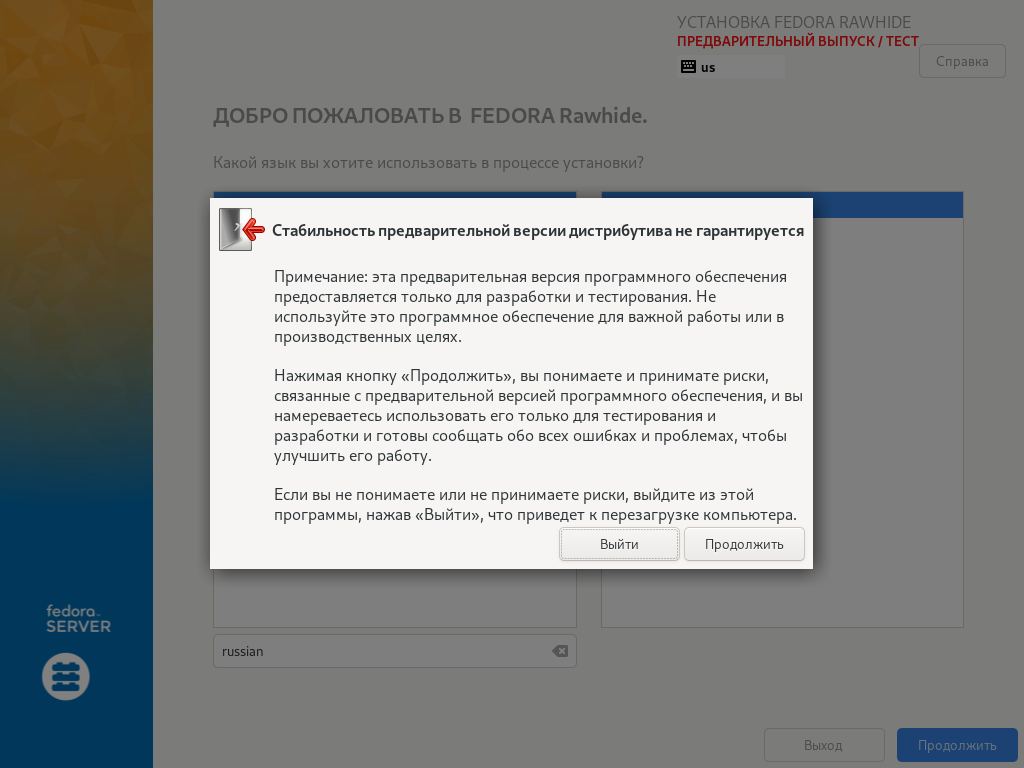 УСТАНОВКА FEDORA RAWHIDE
ПРЕДВАРИТЕЛЬНЫЙ ВЫПУСК / ТЕСТ
us
Справка
ДОБРО ПОЖАЛОВАТЬ В FEDORA Rawhide.
Какой язык вы хотите использовать в процессе установки?
Стабильность предварительной версии дистрибутива не гарантируется
Примечание: эта предварительная версия программного обеспечения
предоставляется только для разработки и тестирования. Не
используйте это программное обеспечение для важной работы или в
производственных целях.
Нажимая кнопку «Продолжить», вы понимаете и принимате риски,
связанные с предварительной версией программного обеспечения, и вы
намереваетесь использовать его только для тестирования и
разработки и готовы сообщать обо всех ошибках и проблемах, чтобы
улучшить его работу.
Если вы не понимаете или не принимаете риски, выйдите из этой
программы, нажав «Выйти», что приведет к перезагрузке компьютера.
Выйти
Продолжить
fedora
SERVER
russian
Выход
Продолжить